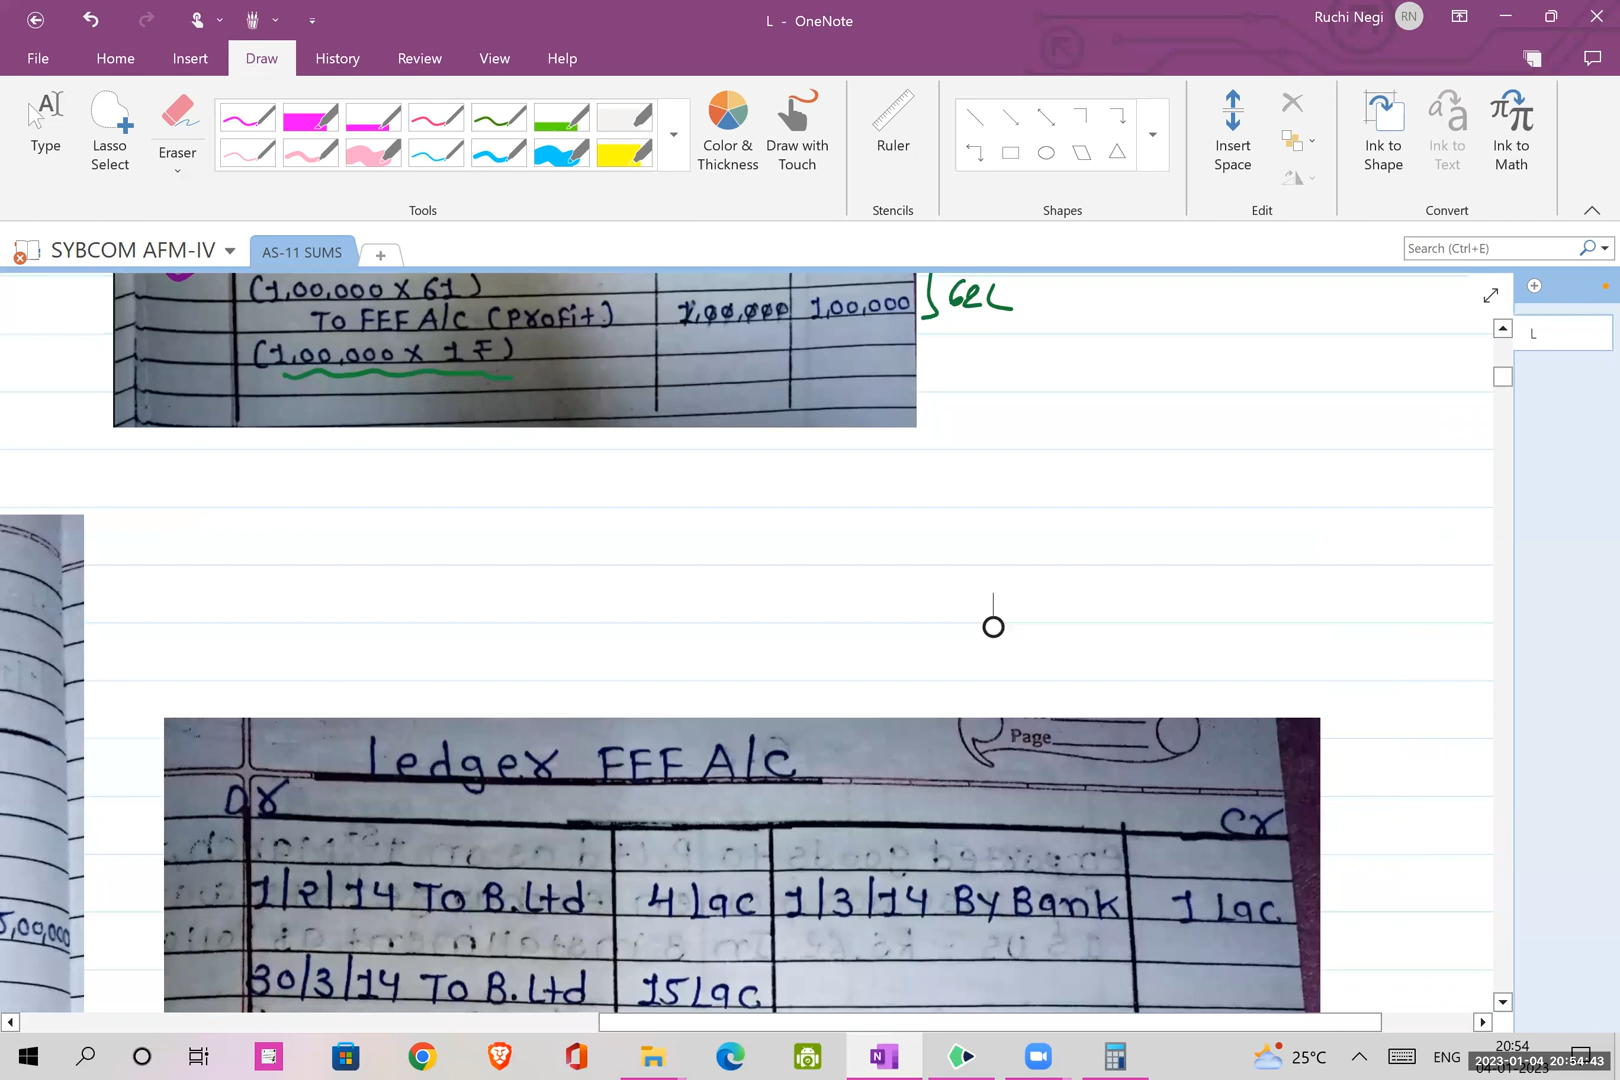 L - OneNote
Ruchi Negi
RN
File
Home
Insert
Draw
History
Review
View
Help
Type
Lasso Select
Eraser
Color & Thickness
Draw with Touch
Ruler
Insert Space
Ink to Shape
Ink to Text
Ink to Math
Tools
Stencils
Shapes
Edit
Convert
SYBCOM AFM-IV
AS-11 SUMS
Search (Ctrl+E)
L
(1,00,000 X 61)
To FEF A/C (Profit)
1,00,000
1,00,000
62L
(1,00,000 X 1 ₹)
Page
Ledger FEF A/C
Dr
Cr
1/2/14 To B.Ltd
4 Lac
1/3/14 By Bank
1 Lac
30/3/14 To B.Ltd
15 Lac
5,00,000
25°C
ENG
20:54
04-01-2023
2023-01-04 20:54:43